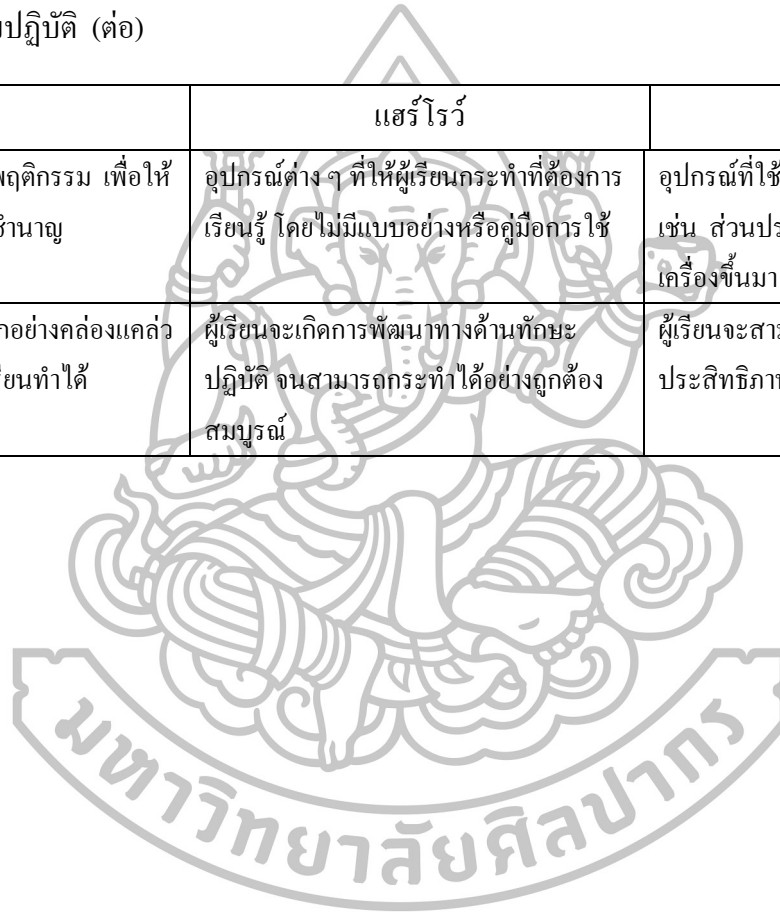 ปฏิบัติ (ต่อ)
แฮร์โรว์
พฤติกรรม เพื่อให้
ชำนาญ
อุปกรณ์ต่าง ๆ ที่ให้ผู้เรียนกระทำที่ต้องการ
เรียนรู้ โดยไม่มีแบบอย่างหรือคู่มือการใช้
อุปกรณ์ที่ใช้
เช่น ส่วนประ
เครื่องขึ้นมา
กอย่างคล่องแคล่ว
รียนทำได้
ผู้เรียนจะเกิดการพัฒนาทางด้านทักษะ
ปฏิบัติ จนสามารถกระทำได้อย่างถูกต้อง
สมบูรณ์
ผู้เรียนจะสาม
ประสิทธิภาพ
มหาวิทยาลัยศิลปากร